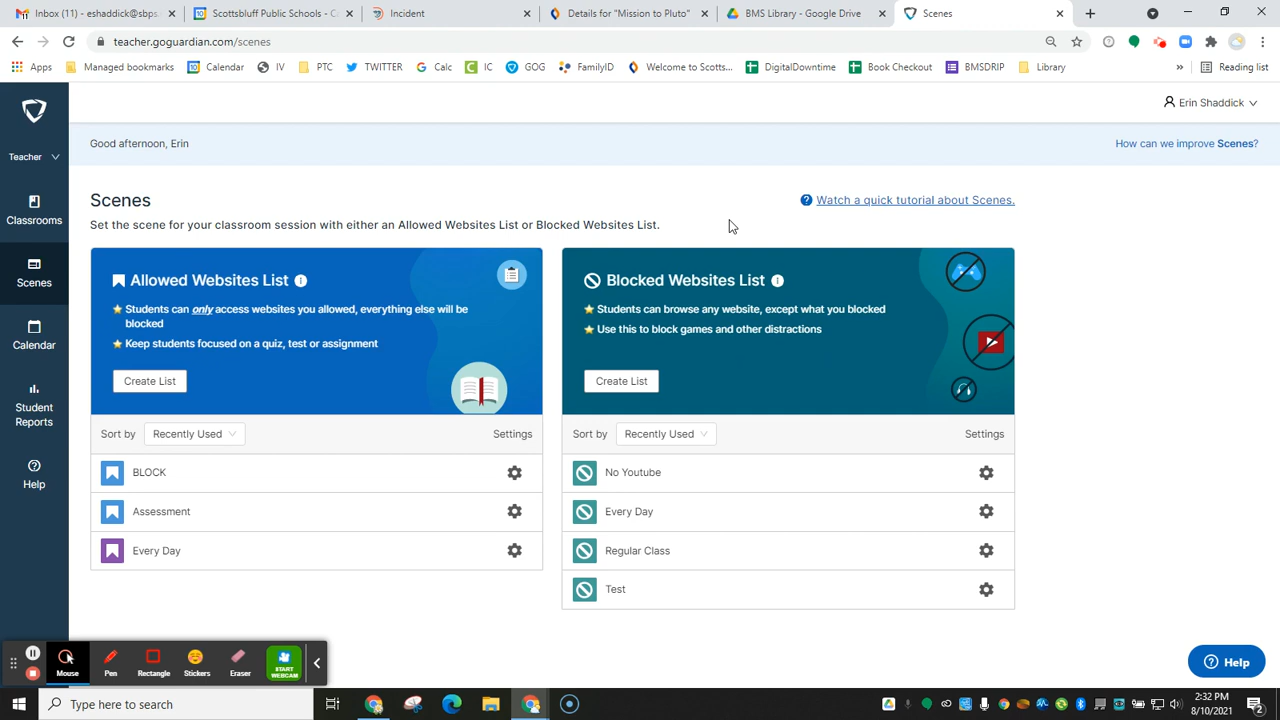 Inbox (11) - eshaddick@sbps.
Scottsbluff Public Schools - Ca
Incident
Details for "Mission to Pluto"
BMS Library - Google Drive
Scenes
teacher.goguardian.com/scenes
Apps
Managed bookmarks
Calendar
IV
PTC
TWITTER
Calc
IC
GOG
FamilyID
Welcome to Scotts...
DigitalDowntime
Book Checkout
BMSDRIP
Library
»
Reading list
Erin Shaddick
Teacher
Good afternoon, Erin
How can we improve Scenes?
Classrooms
Scenes
Calendar
Student Reports
Help
Scenes
Watch a quick tutorial about Scenes.
Set the scene for your classroom session with either an Allowed Websites List or Blocked Websites List.
Allowed Websites List
Students can only access websites you allowed, everything else will be
blocked
Keep students focused on a quiz, test or assignment
Create List
Sort by Recently Used Settings
BLOCK
Assessment
Every Day
Blocked Websites List
Students can browse any website, except what you blocked
Use this to block games and other distractions
Create List
Sort by Recently Used Settings
No Youtube
Every Day
Regular Class
Test
Mouse
Pen
Rectangle
Stickers
Eraser
START
WEBCAM
Help
Type here to search
2:32 PM
8/10/2021